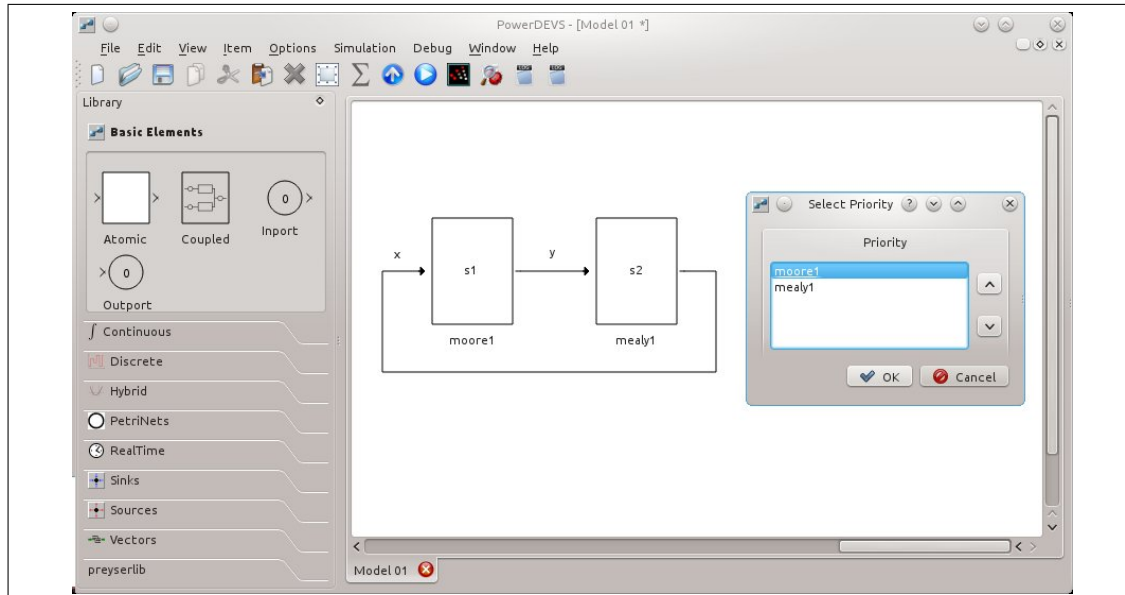 PowerDEVS - [Model 01 *]
File Edit View Item Options Simulation Debug Window Help
Library
Basic Elements
0
Atomic Coupled Inport
0
Outport
Continuous
Discrete
Hybrid
PetriNets
RealTime
Sinks
Sources
Vectors
preyserlib
x
s1
moore1
y
s2
mealy1
Select Priority
Priority
moore1
mealy1
OK Cancel
Model 01